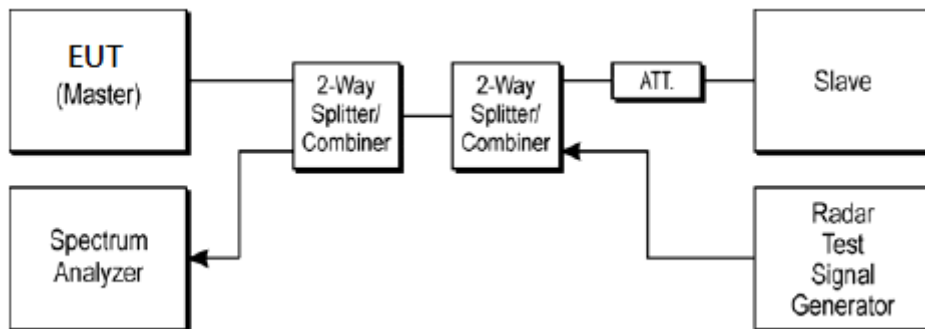 EUT
(Master)
2-Way
Splitter/
Combiner
2-Way
Splitter/
Combiner
ATT.
Slave
Spectrum
Analyzer
Radar
Test
Signal
Generator